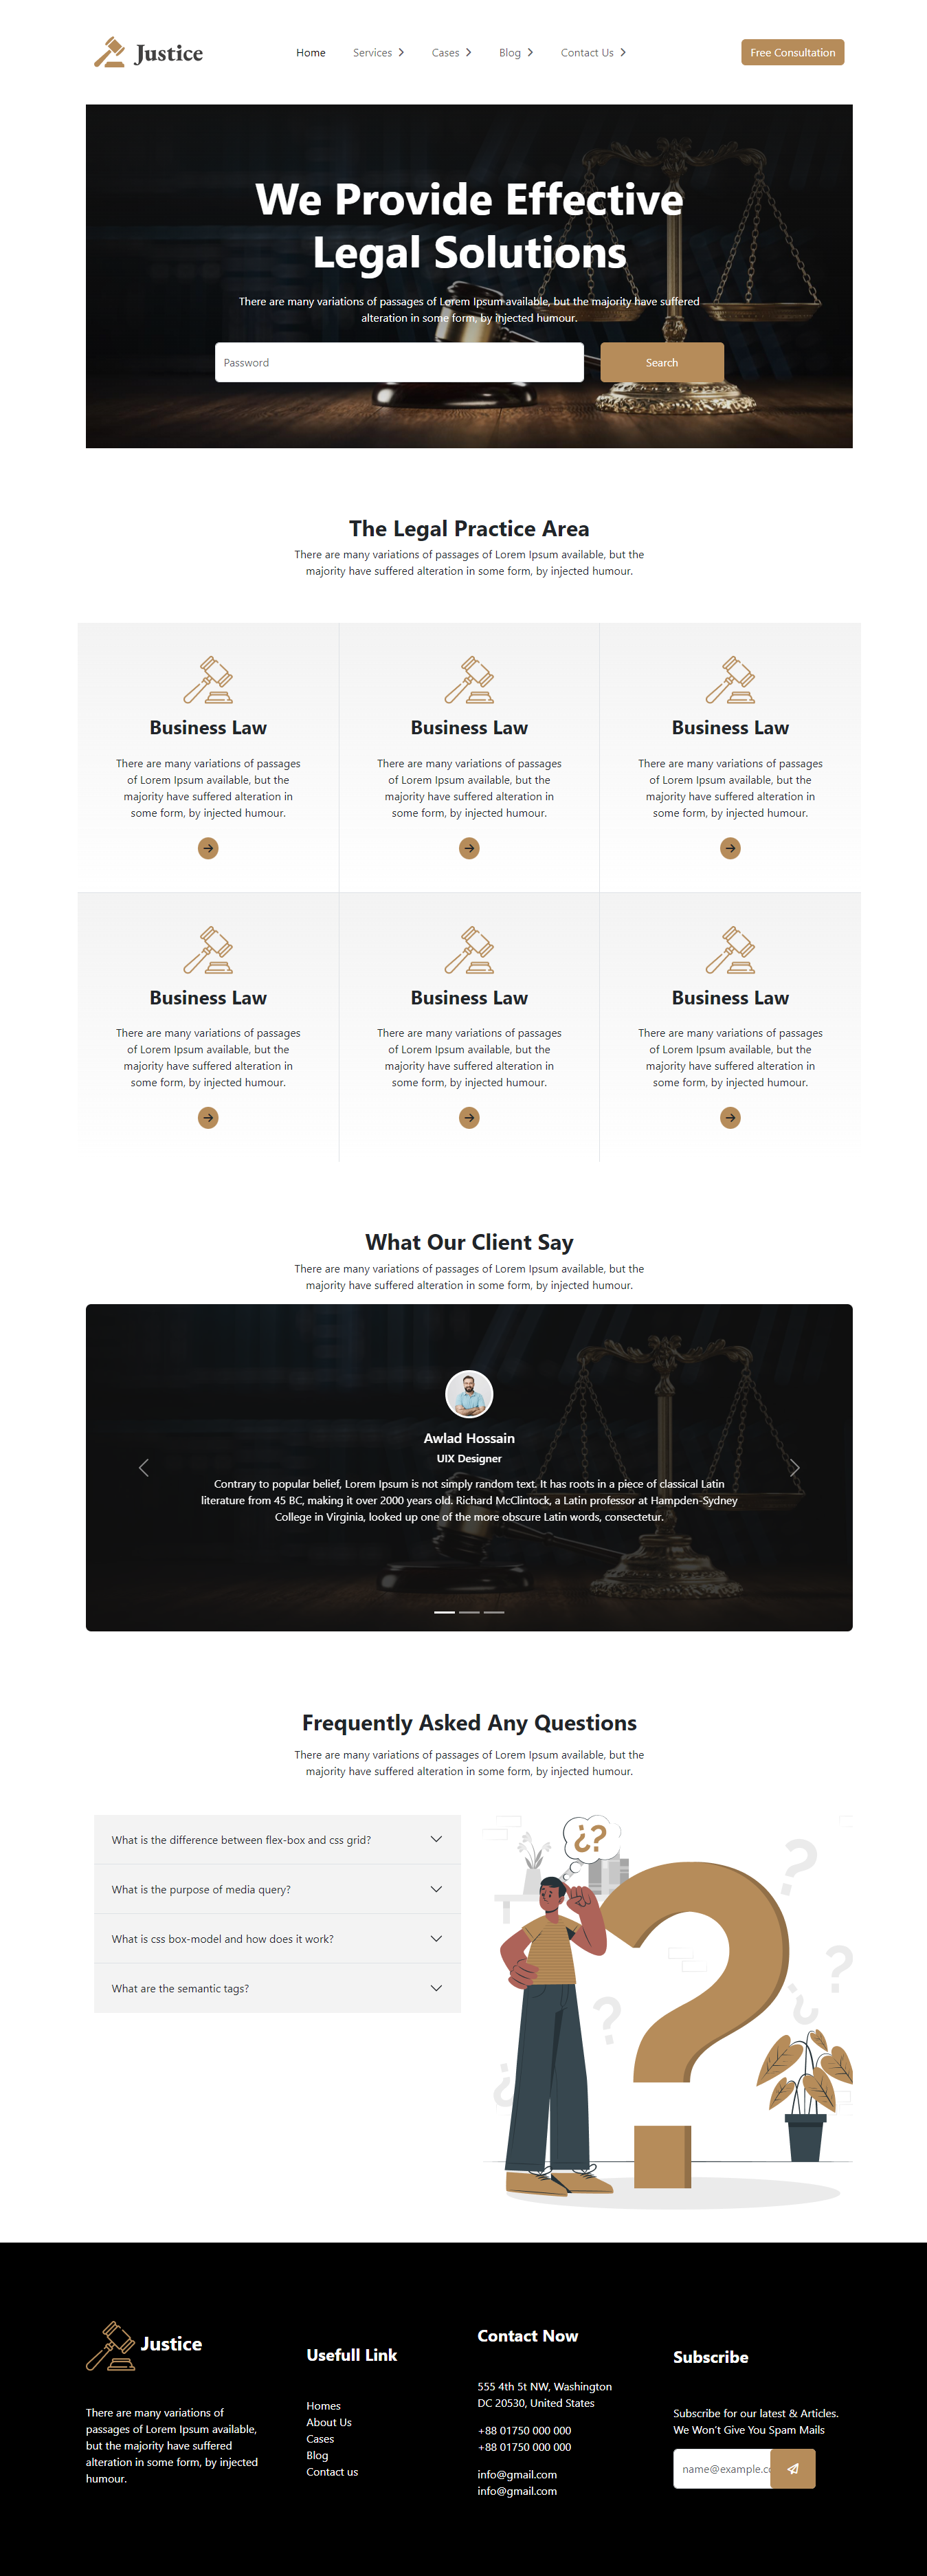 Justice
Home
Services
Cases
Blog
Contact Us
Free Consultation
We Provide Effective
Legal Solutions
There are many variations of passages of Lorem Ipsum available, but the majority have suffered
alteration in some form, by injected humour.
Password
Search
The Legal Practice Area
There are many variations of passages of Lorem Ipsum available, but the
majority have suffered alteration in some form, by injected humour.
Business Law
There are many variations of passages
of Lorem Ipsum available, but the
majority have suffered alteration in
some form, by injected humour.
Business Law
There are many variations of passages
of Lorem Ipsum available, but the
majority have suffered alteration in
some form, by injected humour.
Business Law
There are many variations of passages
of Lorem Ipsum available, but the
majority have suffered alteration in
some form, by injected humour.
Business Law
There are many variations of passages
of Lorem Ipsum available, but the
majority have suffered alteration in
some form, by injected humour.
Business Law
There are many variations of passages
of Lorem Ipsum available, but the
majority have suffered alteration in
some form, by injected humour.
Business Law
There are many variations of passages
of Lorem Ipsum available, but the
majority have suffered alteration in
some form, by injected humour.
What Our Client Say
There are many variations of passages of Lorem Ipsum available, but the
majority have suffered alteration in some form, by injected humour.
Awlad Hossain
UIX Designer
Contrary to popular belief, Lorem Ipsum is not simply random text. It has roots in a piece of classical Latin
literature from 45 BC, making it over 2000 years old. Richard McClintock, a Latin professor at Hampden-Sydney
College in Virginia, looked up one of the more obscure Latin words, consectetur.
Frequently Asked Any Questions
There are many variations of passages of Lorem Ipsum available, but the
majority have suffered alteration in some form, by injected humour.
What is the difference between flex-box and css grid?
What is the purpose of media query?
What is css box-model and how does it work?
What are the semantic tags?
¿?
Justice
There are many variations of
passages of Lorem Ipsum available,
but the majority have suffered
alteration in some form, by injected
humour.
Usefull Link
Homes
About Us
Cases
Blog
Contact us
Contact Now
555 4th 5t NW, Washington
DC 20530, United States
+88 01750 000 000
+88 01750 000 000
info@gmail.com
info@gmail.com
Subscribe
Subscribe for our latest & Articles.
We Won't Give You Spam Mails
name@example.co